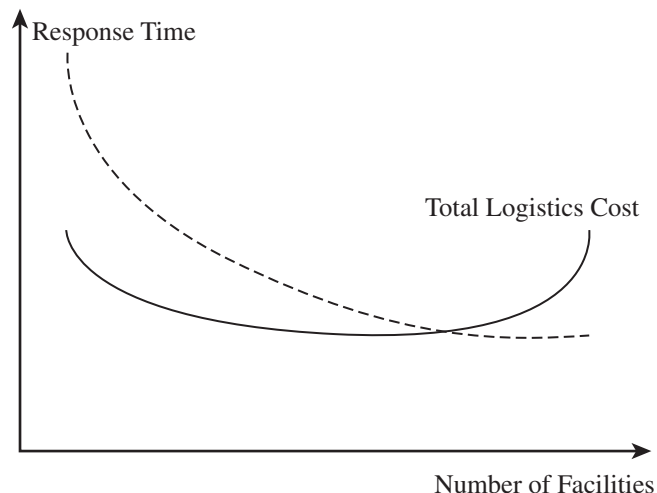 Response Time
Total Logistics Cost
Number of Facilities